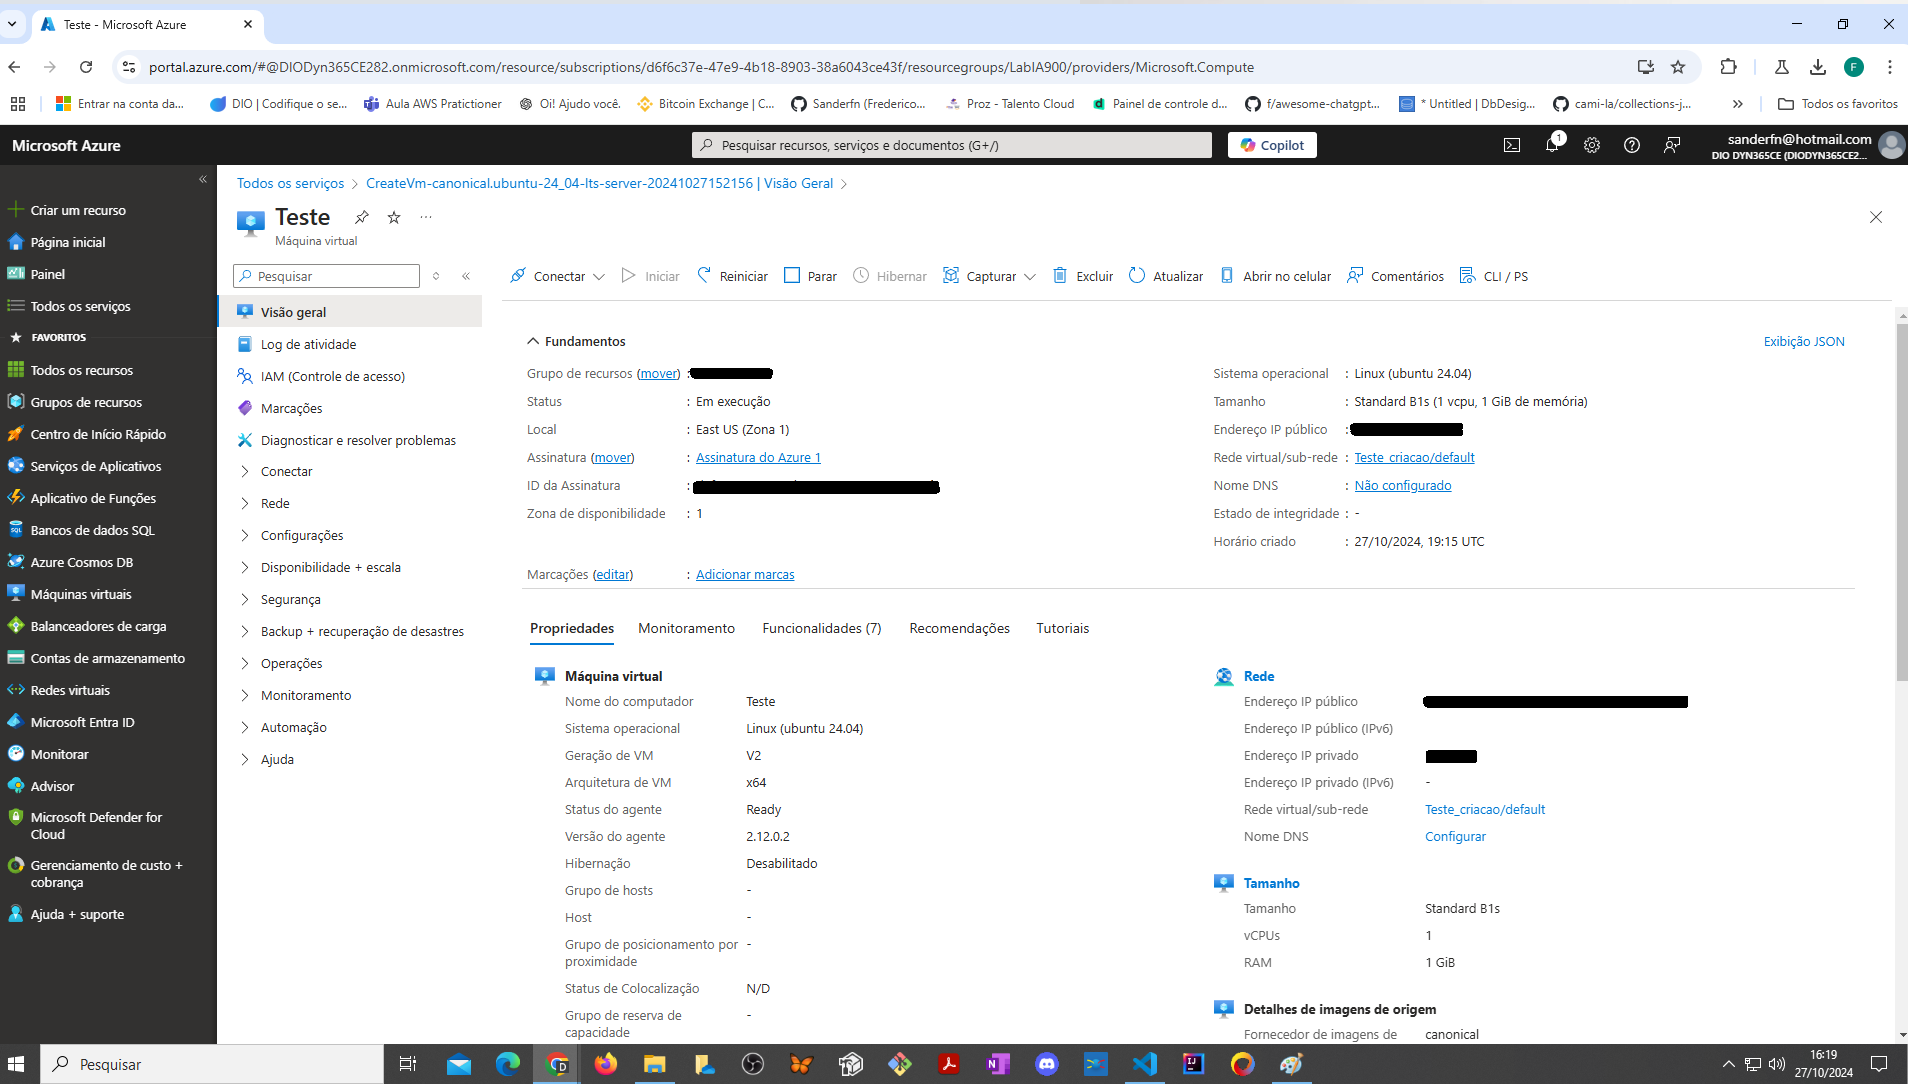 Teste - Microsoft Azure
portal.azure.com/#@DIODyn365CE282.onmicrosoft.com/resource/subscriptions/d6f6c37e-47e9-4b18-8903-38a6043ce43f/resourcegroups/LabIA900/providers/Microsoft.Compute
F
Entrar na conta da...
DIO | Codifique o se...
Aula AWS Pratictioner
Oi! Ajudo você.
Bitcoin Exchange | C...
Sanderfn (Frederico...
Proz - Talento Cloud
Painel de controle d...
f/awesome-chatgpt...
* Untitled | DbDesig...
cami-la/collections-j...
Todos os favoritos
Microsoft Azure
Pesquisar recursos, serviços e documentos (G+/)
Copilot
1
sanderfn@hotmail.com
DIO DYN365CE (DIODYN365CE2...
Criar um recurso
Página inicial
Painel
Todos os serviços
FAVORITOS
Todos os recursos
Grupos de recursos
Centro de Início Rápido
Serviços de Aplicativos
Aplicativo de Funções
Bancos de dados SQL
Azure Cosmos DB
Máquinas virtuais
Balanceadores de carga
Contas de armazenamento
Redes virtuais
Microsoft Entra ID
Monitorar
Advisor
Microsoft Defender for
Cloud
Gerenciamento de custo +
cobrança
Ajuda + suporte
Todos os serviços > CreateVm-canonical.ubuntu-24_04-lts-server-20241027152156 | Visão Geral >
Teste
Máquina virtual
Pesquisar
Visão geral
Log de atividade
IAM (Controle de acesso)
Marcações
Diagnosticar e resolver problemas
Conectar
Rede
Configurações
Disponibilidade + escala
Segurança
Backup + recuperação de desastres
Operações
Monitoramento
Automação
Ajuda
Conectar
Iniciar
Reiniciar
Parar
Hibernar
Capturar
Excluir
Atualizar
Abrir no celular
Comentários
CLI / PS
Fundamentos
Exibição JSON
Grupo de recursos (mover) :
Status : Em execução
Local : East US (Zona 1)
Assinatura (mover) : Assinatura do Azure 1
ID da Assinatura :
Zona de disponibilidade : 1
Sistema operacional : Linux (ubuntu 24.04)
Tamanho : Standard B1s (1 vcpu, 1 GiB de memória)
Endereço IP público :
Rede virtual/sub-rede : Teste_criacao/default
Nome DNS : Não configurado
Estado de integridade : -
Horário criado : 27/10/2024, 19:15 UTC
Marcações (editar) : Adicionar marcas
Propriedades
Monitoramento
Funcionalidades (7)
Recomendações
Tutoriais
Máquina virtual
Nome do computador Teste
Sistema operacional Linux (ubuntu 24.04)
Geração de VM V2
Arquitetura de VM x64
Status do agente Ready
Versão do agente 2.12.0.2
Hibernação Desabilitado
Grupo de hosts -
Host -
Grupo de posicionamento por -
proximidade
Status de Colocalização N/D
Grupo de reserva de -
capacidade
Rede
Endereço IP público
Endereço IP público (IPv6)
Endereço IP privado
Endereço IP privado (IPv6) -
Rede virtual/sub-rede Teste_criacao/default
Nome DNS Configurar
Tamanho
Tamanho Standard B1s
vCPUs 1
RAM 1 GiB
Detalhes de imagens de origem
Fornecedor de imagens de canonical
Pesquisar
16:19
27/10/2024